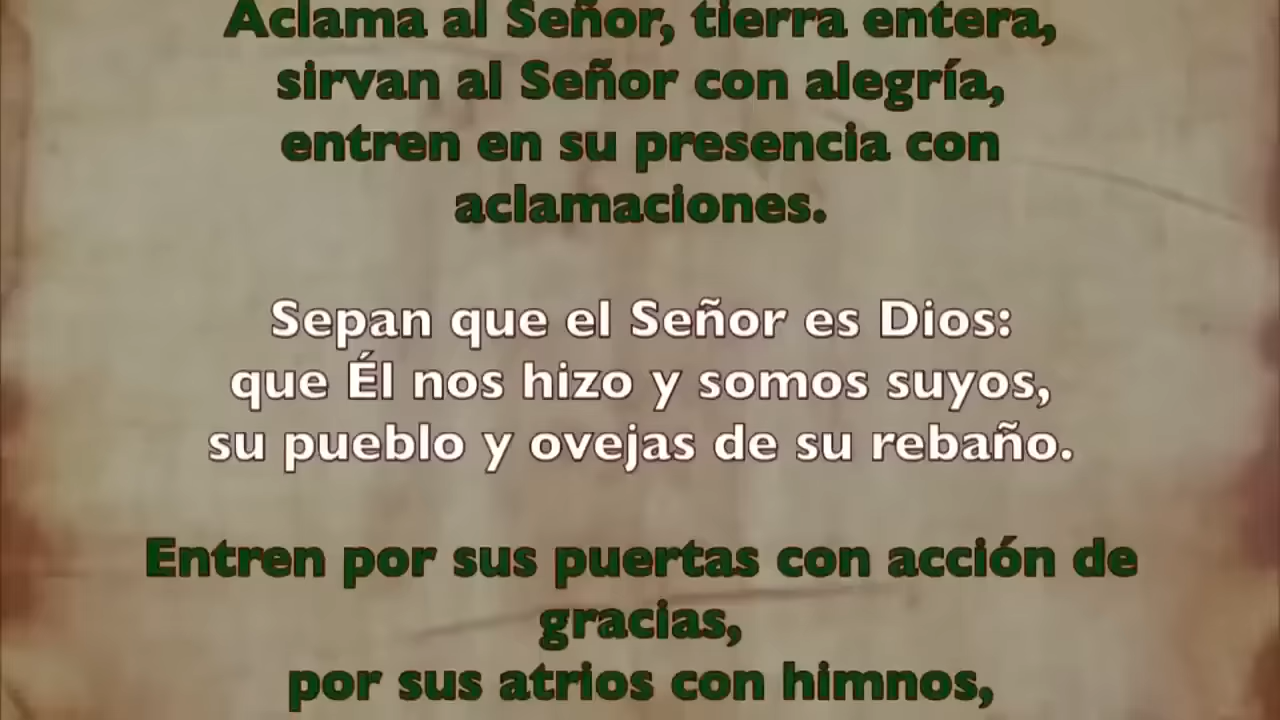 Aclama al Señor, tierra entera,
sirvan al Señor con alegría,
entren en su presencia con
aclamaciones.
Sepan que el Señor es Dios:
que Él nos hizo y somos suyos,
su pueblo y ovejas de su rebaño.
Entren por sus puertas con acción de
gracias,
por sus atrios con himnos,